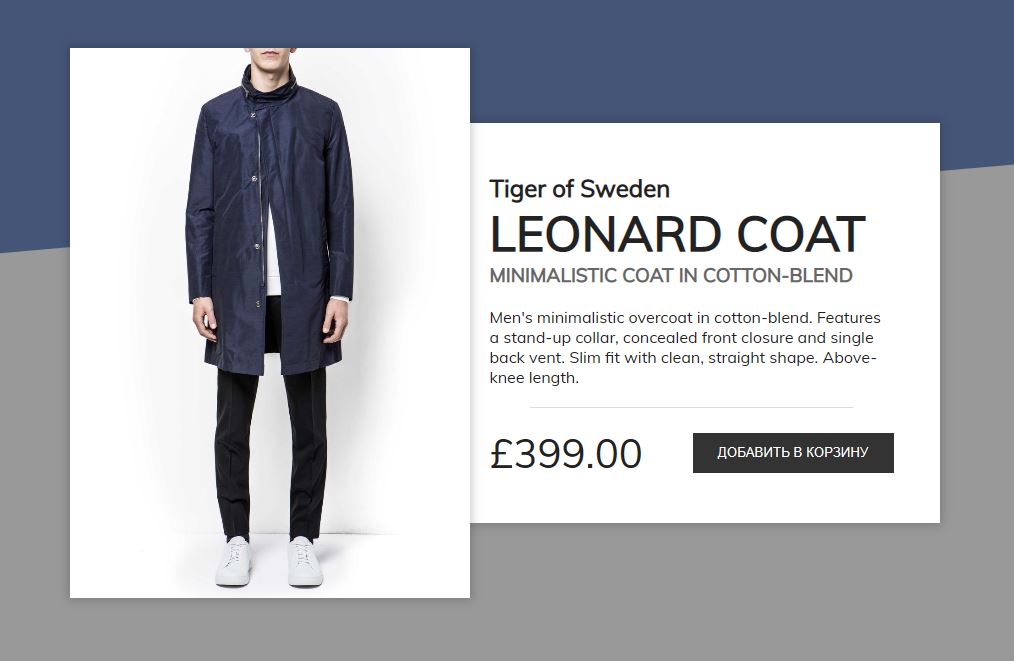 Tiger of Sweden
LEONARD COAT
MINIMALISTIC COAT IN COTTON-BLEND
Men's minimalistic overcoat in cotton-blend. Features
a stand-up collar, concealed front closure and single
back vent. Slim fit with clean, straight shape. Above-
knee length.
£399.00
ДОБАВИТЬ В КОРЗИНУ